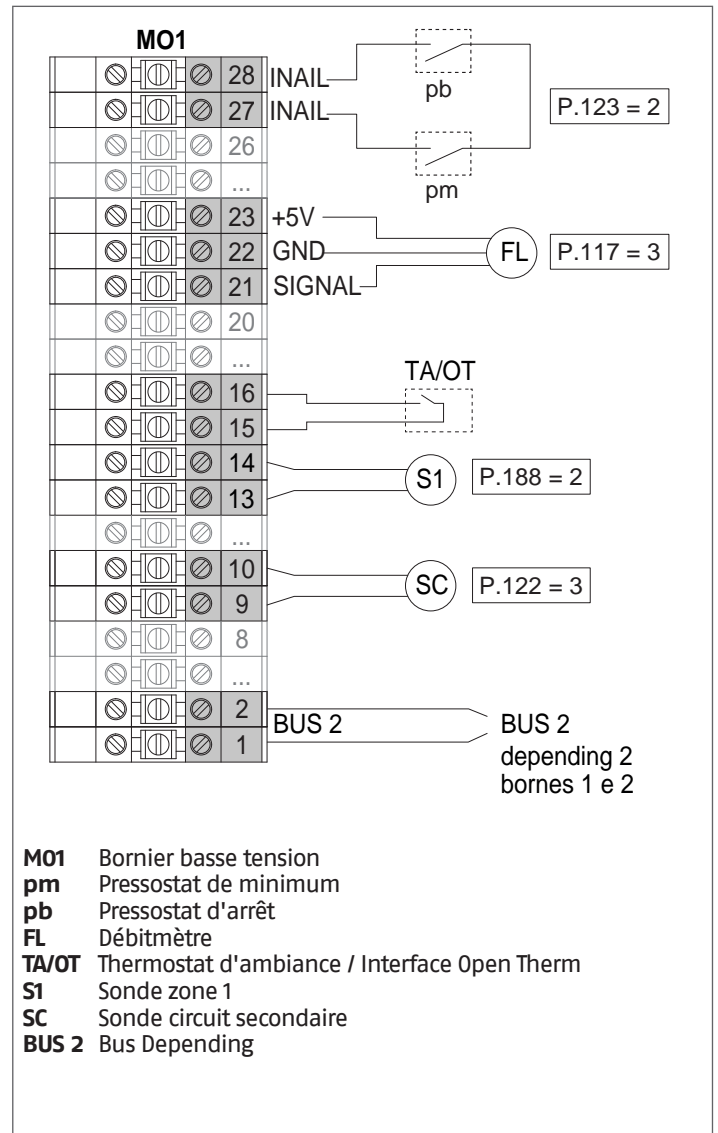 MO1
28 INAIL
pb
27 INAIL
P.123 = 2
26
...
pm
23 +5V
22 GND
FL P.117 = 3
21 SIGNAL
20
...
TA/OT
16
15
14
S1 P.188 = 2
13
...
10
SC P.122 = 3
9
8
...
2
BUS 2 BUS 2
1
depending 2
bornes 1 e 2
M01 Bornier basse tension
pm Pressostat de minimum
pb Pressostat d'arrêt
FL Débitmètre
TA/OT Thermostat d'ambiance / Interface Open Therm
S1 Sonde zone 1
SC Sonde circuit secondaire
BUS 2 Bus Depending